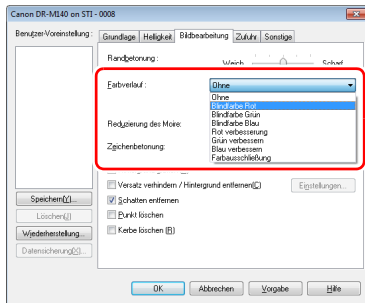 Canon DR-M140 on STI - 0008
Benutzer-Voreinstellung :
Grundlage Helligkeit Bildbearbeitung Zufuhr Sonstige
Randbetonung : Weich Scharf
Farbverlauf : Ohne
Ohne
Blindfarbe Rot
Blindfarbe Grün
Blindfarbe Blau
Rot verbesserung
Grün verbessern
Blau verbessern
Farbausschließung
Reduzierung des Moire:
Zeichenbetonung:
Versatz verhindern / Hintergrund entfernen(C) Einstellungen...
Schatten entfernen
Punkt löschen
Kerbe löschen (R)
Speichern(Y)...
Löschen(J)
Wiederherstellung...
Datensicherung(K)...
OK Abbrechen Vorgabe Hilfe